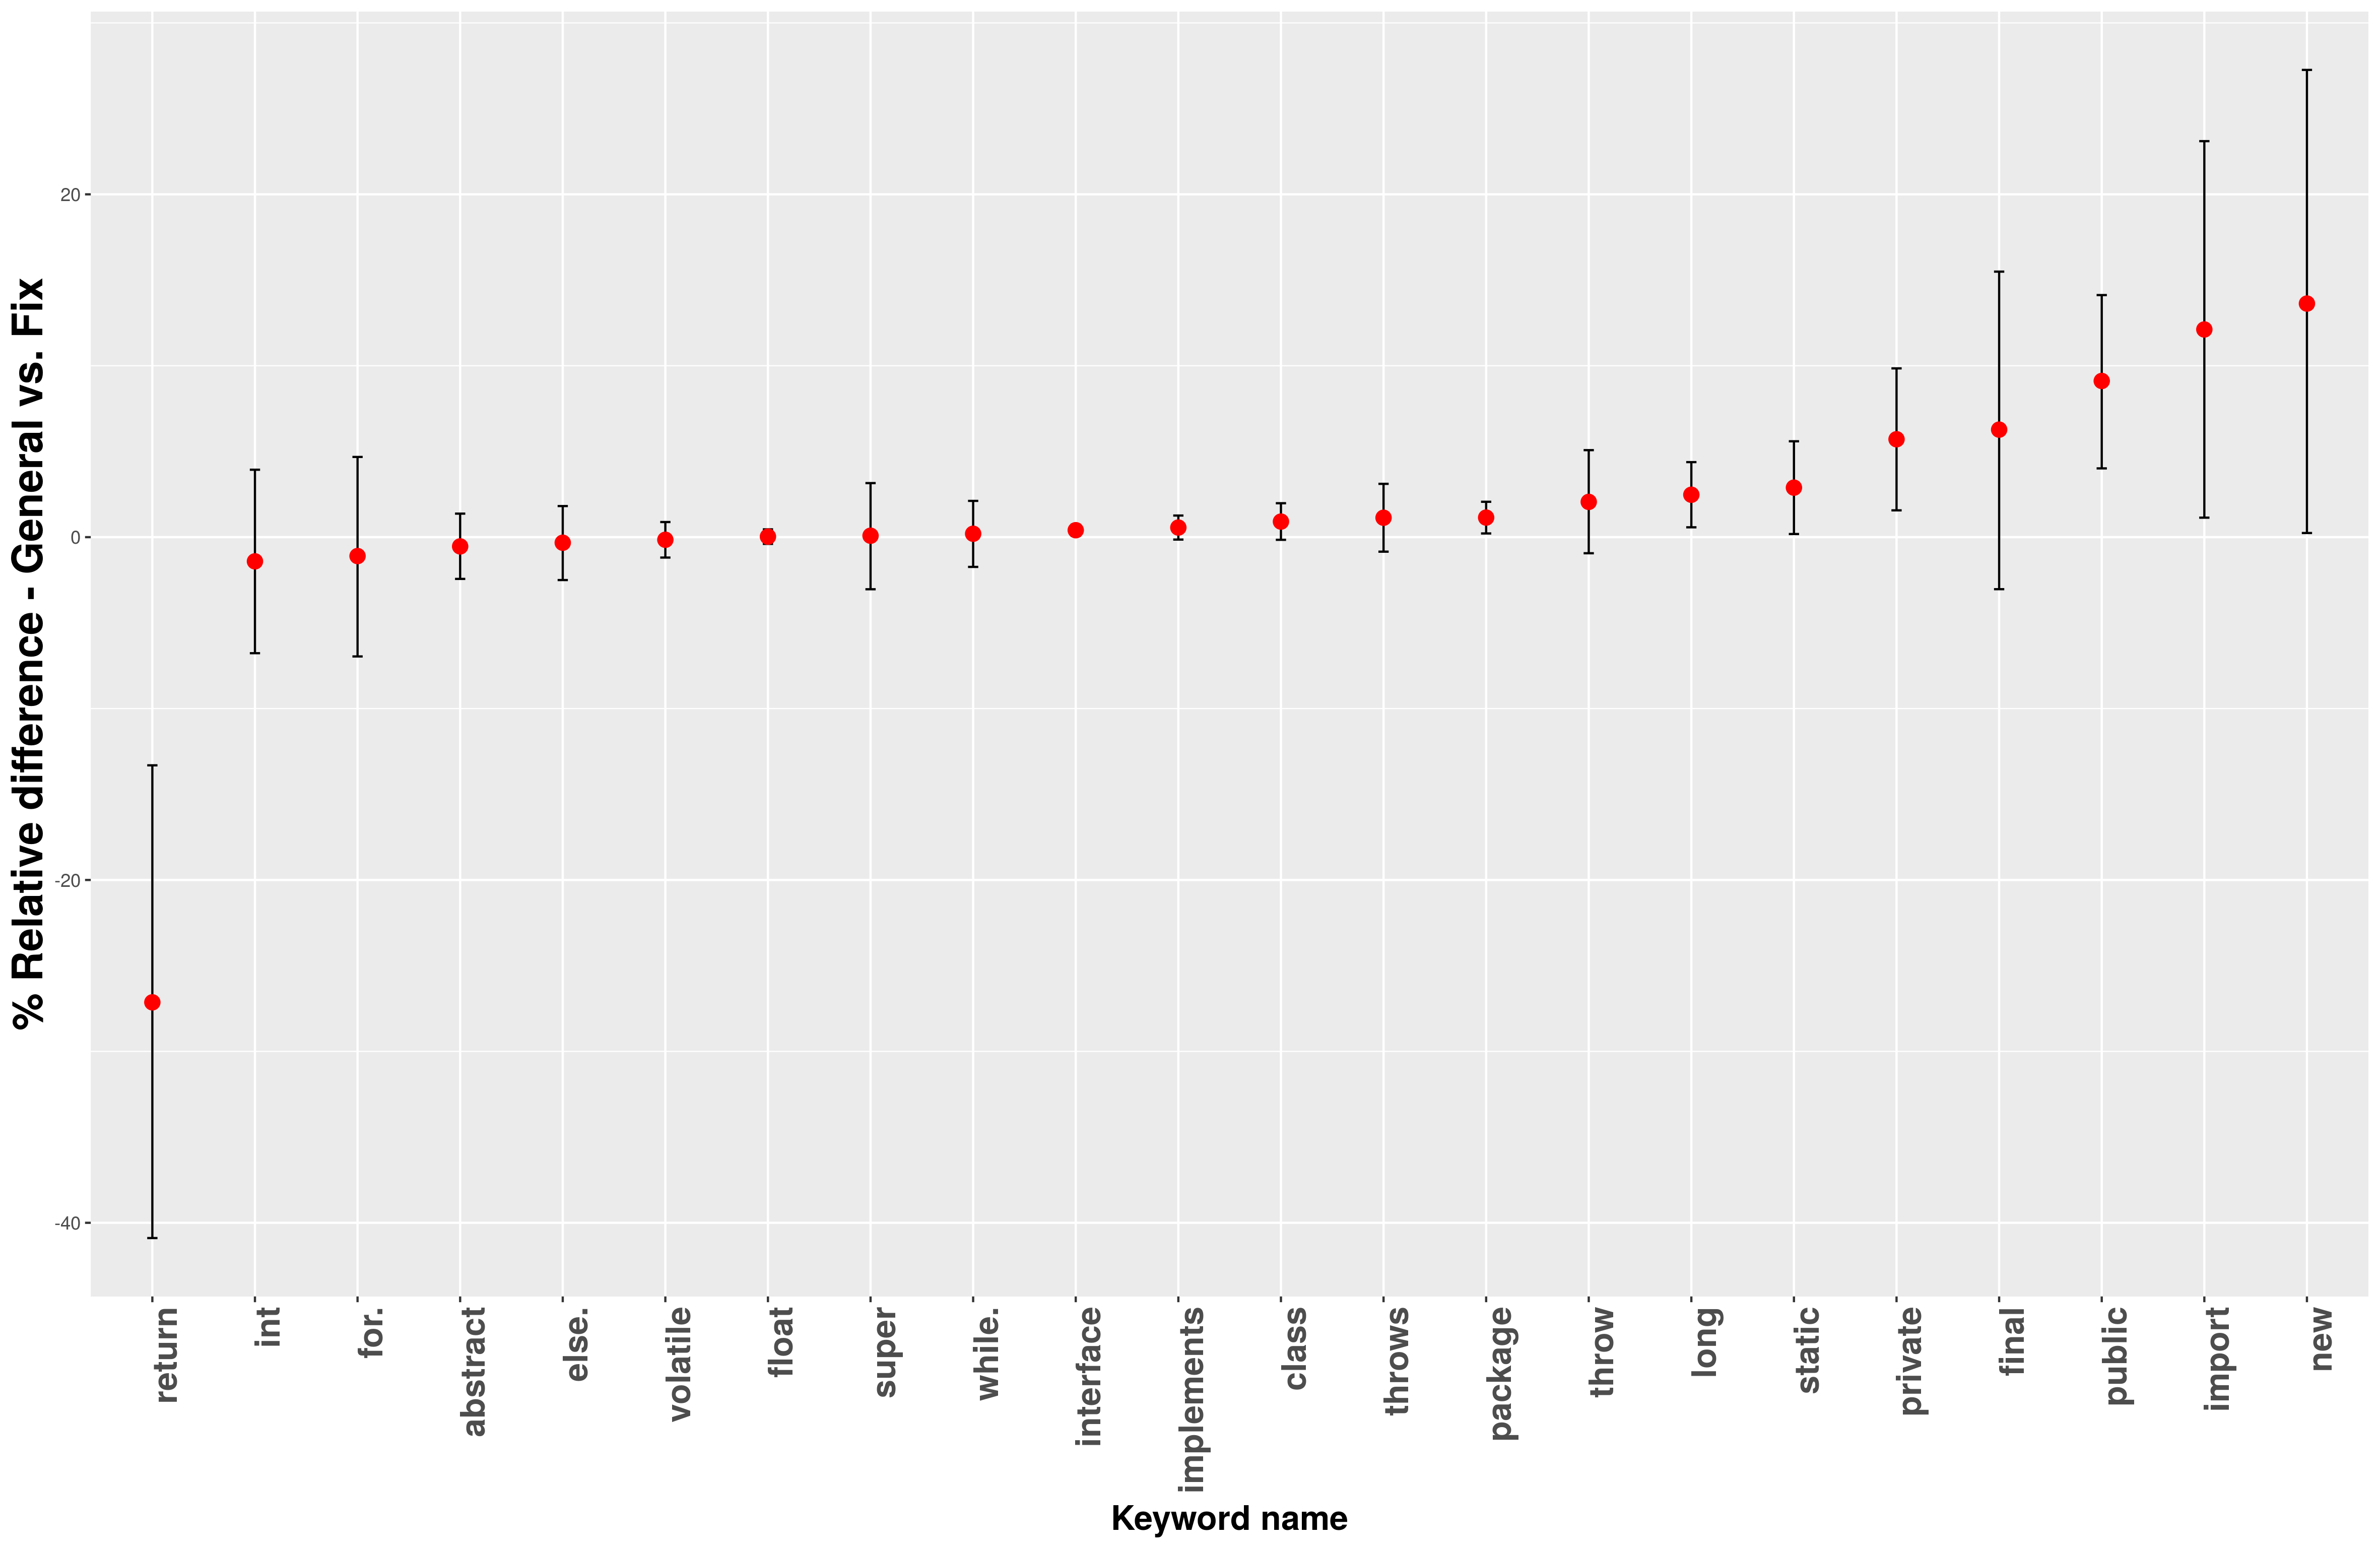 % Relative difference - General vs. Fix
20
0
-20
-40
return
int
for.
abstract
else.
volatile
float
super
while.
interface
implements
class
throws
package
throw
long
static
private
final
public
import
new
Keyword name